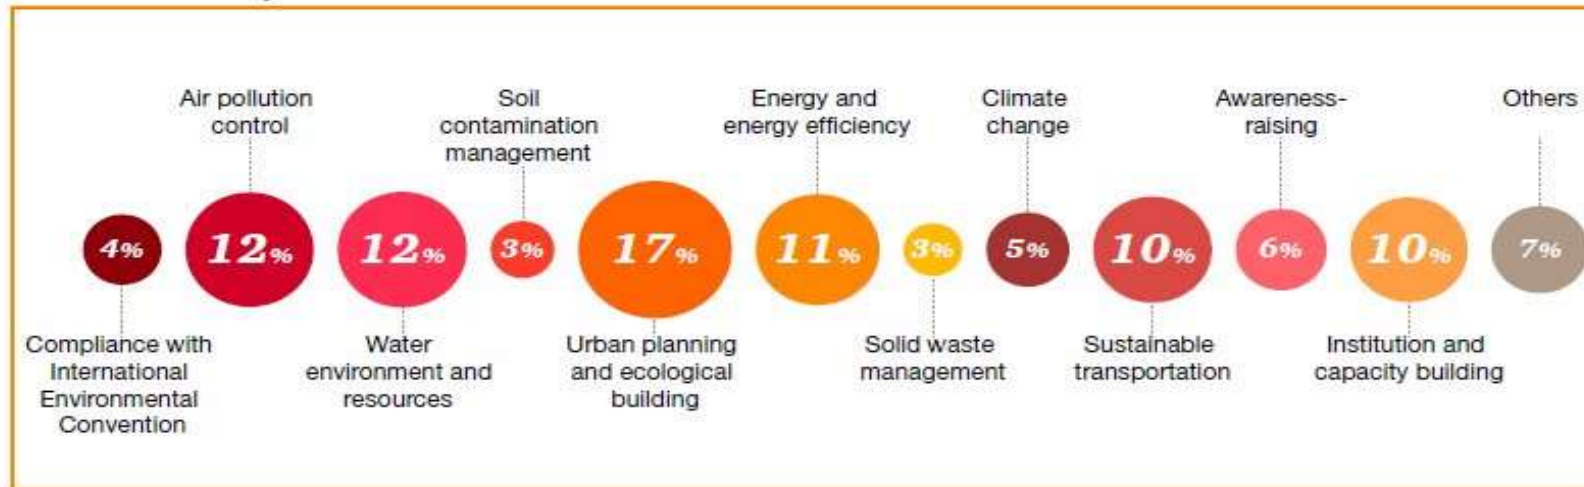 Air pollution
control
Soil
contamination
management
Energy and
energy efficiency
Climate
change
Awareness-
raising
Others
4%
12%
12%
3%
17%
11%
3%
5%
10%
6%
10%
7%
Compliance with
International
Environmental
Convention
Water
environment and
resources
Urban planning
and ecological
building
Solid waste
management
Sustainable
transportation
Institution and
capacity building